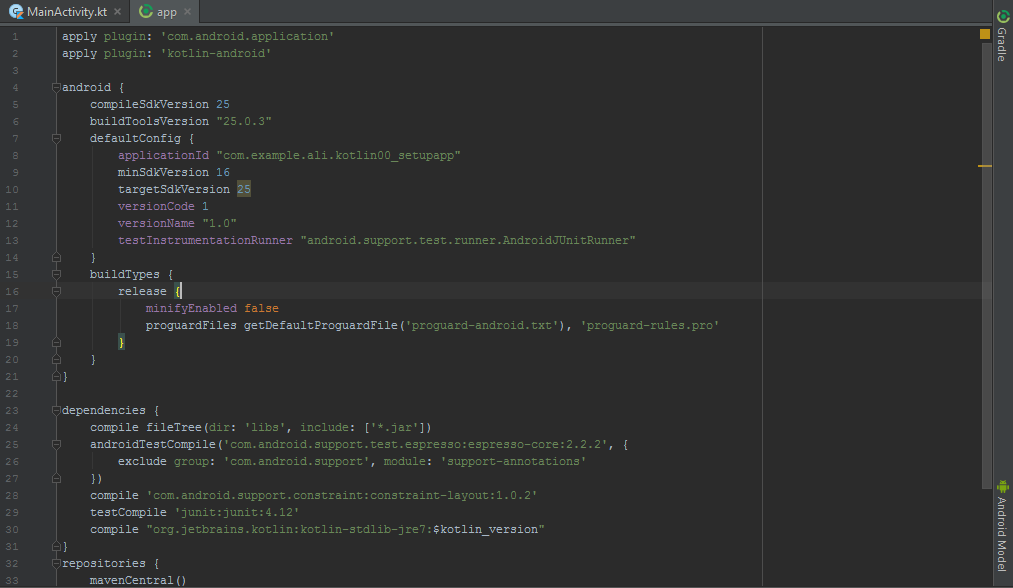 MainActivity.kt × app ×
1 apply plugin: 'com.android.application'
2 apply plugin: 'kotlin-android'
3
4 android {
5     compileSdkVersion 25
6     buildToolsVersion "25.0.3"
7     defaultConfig {
8         applicationId "com.example.ali.kotlin00_setupapp"
9         minSdkVersion 16
10         targetSdkVersion 25
11         versionCode 1
12         versionName "1.0"
13         testInstrumentationRunner "android.support.test.runner.AndroidJUnitRunner"
14     }
15     buildTypes {
16         release {
17             minifyEnabled false
18             proguardFiles getDefaultProguardFile('proguard-android.txt'), 'proguard-rules.pro'
19         }
20     }
21 }
22
23 dependencies {
24     compile fileTree(dir: 'libs', include: ['*.jar'])
25     androidTestCompile('com.android.support.test.espresso:espresso-core:2.2.2', {
26         exclude group: 'com.android.support', module: 'support-annotations'
27     })
28     compile 'com.android.support.constraint:constraint-layout:1.0.2'
29     testCompile 'junit:junit:4.12'
30     compile "org.jetbrains.kotlin:kotlin-stdlib-jre7:$kotlin_version"
31 }
32 repositories {
33     mavenCentral()
Gradle
Android Model